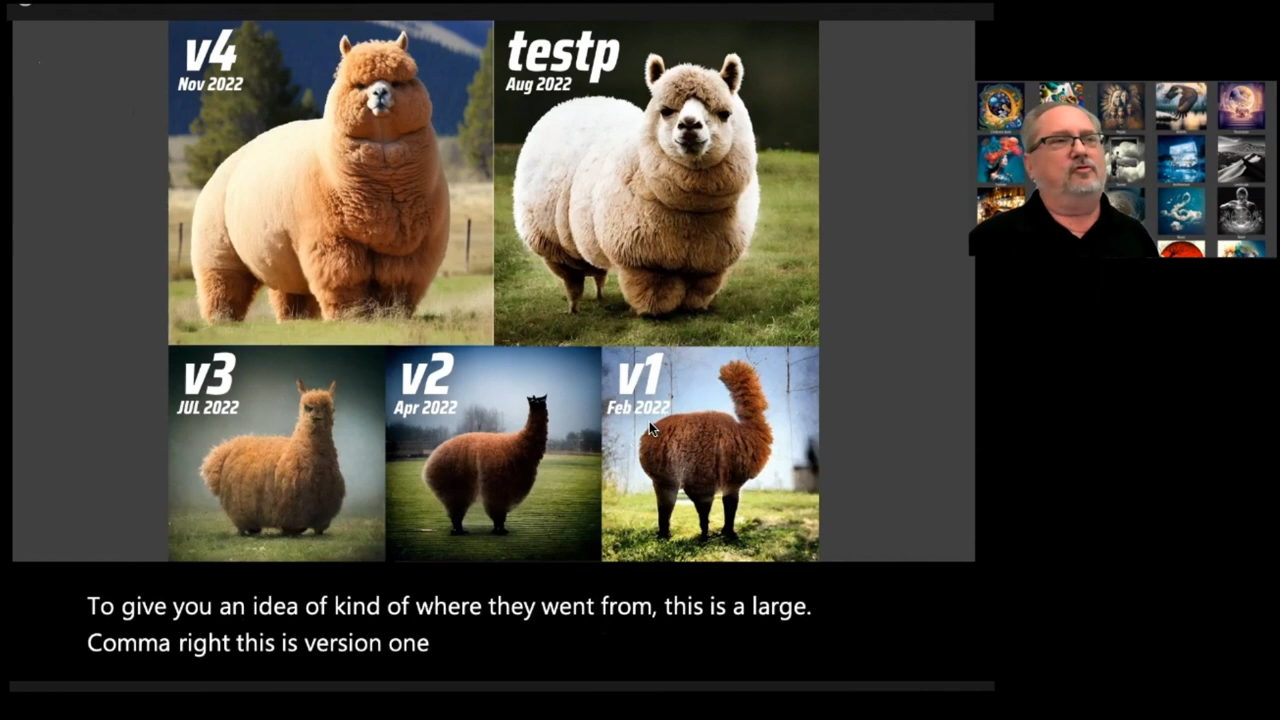 v4
Nov 2022
testp
Aug 2022
v3
JUL 2022
v2
Apr 2022
v1
Feb 2022
To give you an idea of kind of where they went from, this is a large.
Comma right this is version one